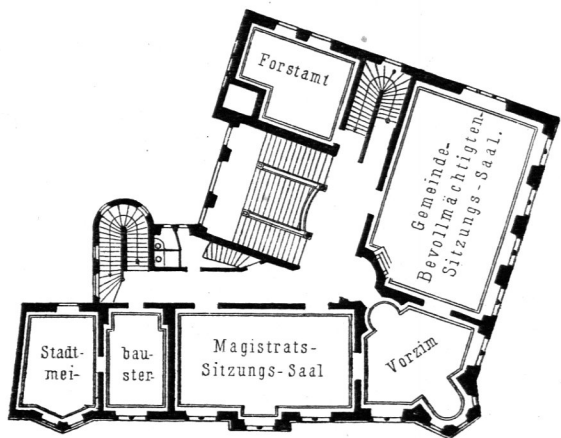 Forstamt
Gemeinde-
Bevollmächtigten-
Sitzungs-Saal.
Stadt-
mei-
bau-
ster-
Magistrats-
Sitzungs-Saal
Vorzim